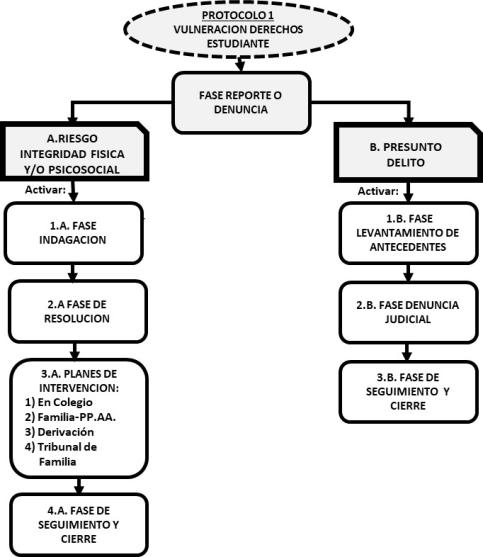 PROTOCOLO 1
VULNERACION DERECHOS
ESTUDIANTE
FASE REPORTE O
DENUNCIA
A.RIESGO
INTEGRIDAD FISICA
Y/O PSICOSOCIAL
Activar:
1.A. FASE
INDAGACION
2.A FASE DE
RESOLUCION
3.A. PLANES DE
INTERVENCION:
1) En Colegio
2) Familia-PP.AA.
3) Derivación
4) Tribunal de
Familia
4.A. FASE DE
SEGUIMIENTO Y
CIERRE
B. PRESUNTO
DELITO
Activar:
1.B. FASE
LEVANTAMIENTO DE
ANTECEDENTES
2.B. FASE DENUNCIA
JUDICIAL
3.B. FASE DE
SEGUIMIENTO Y
CIERRE